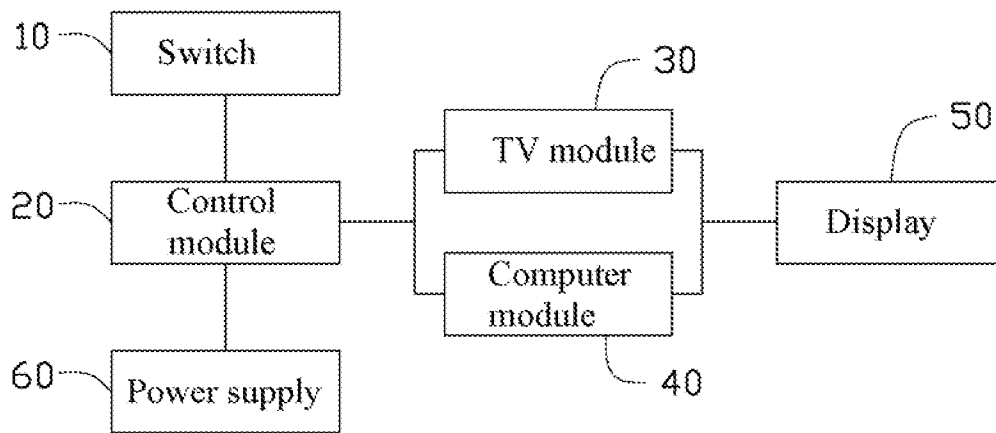 10
Switch
30
TV module
50
20
Control
module
Display
Computer
module
60
Power supply
40